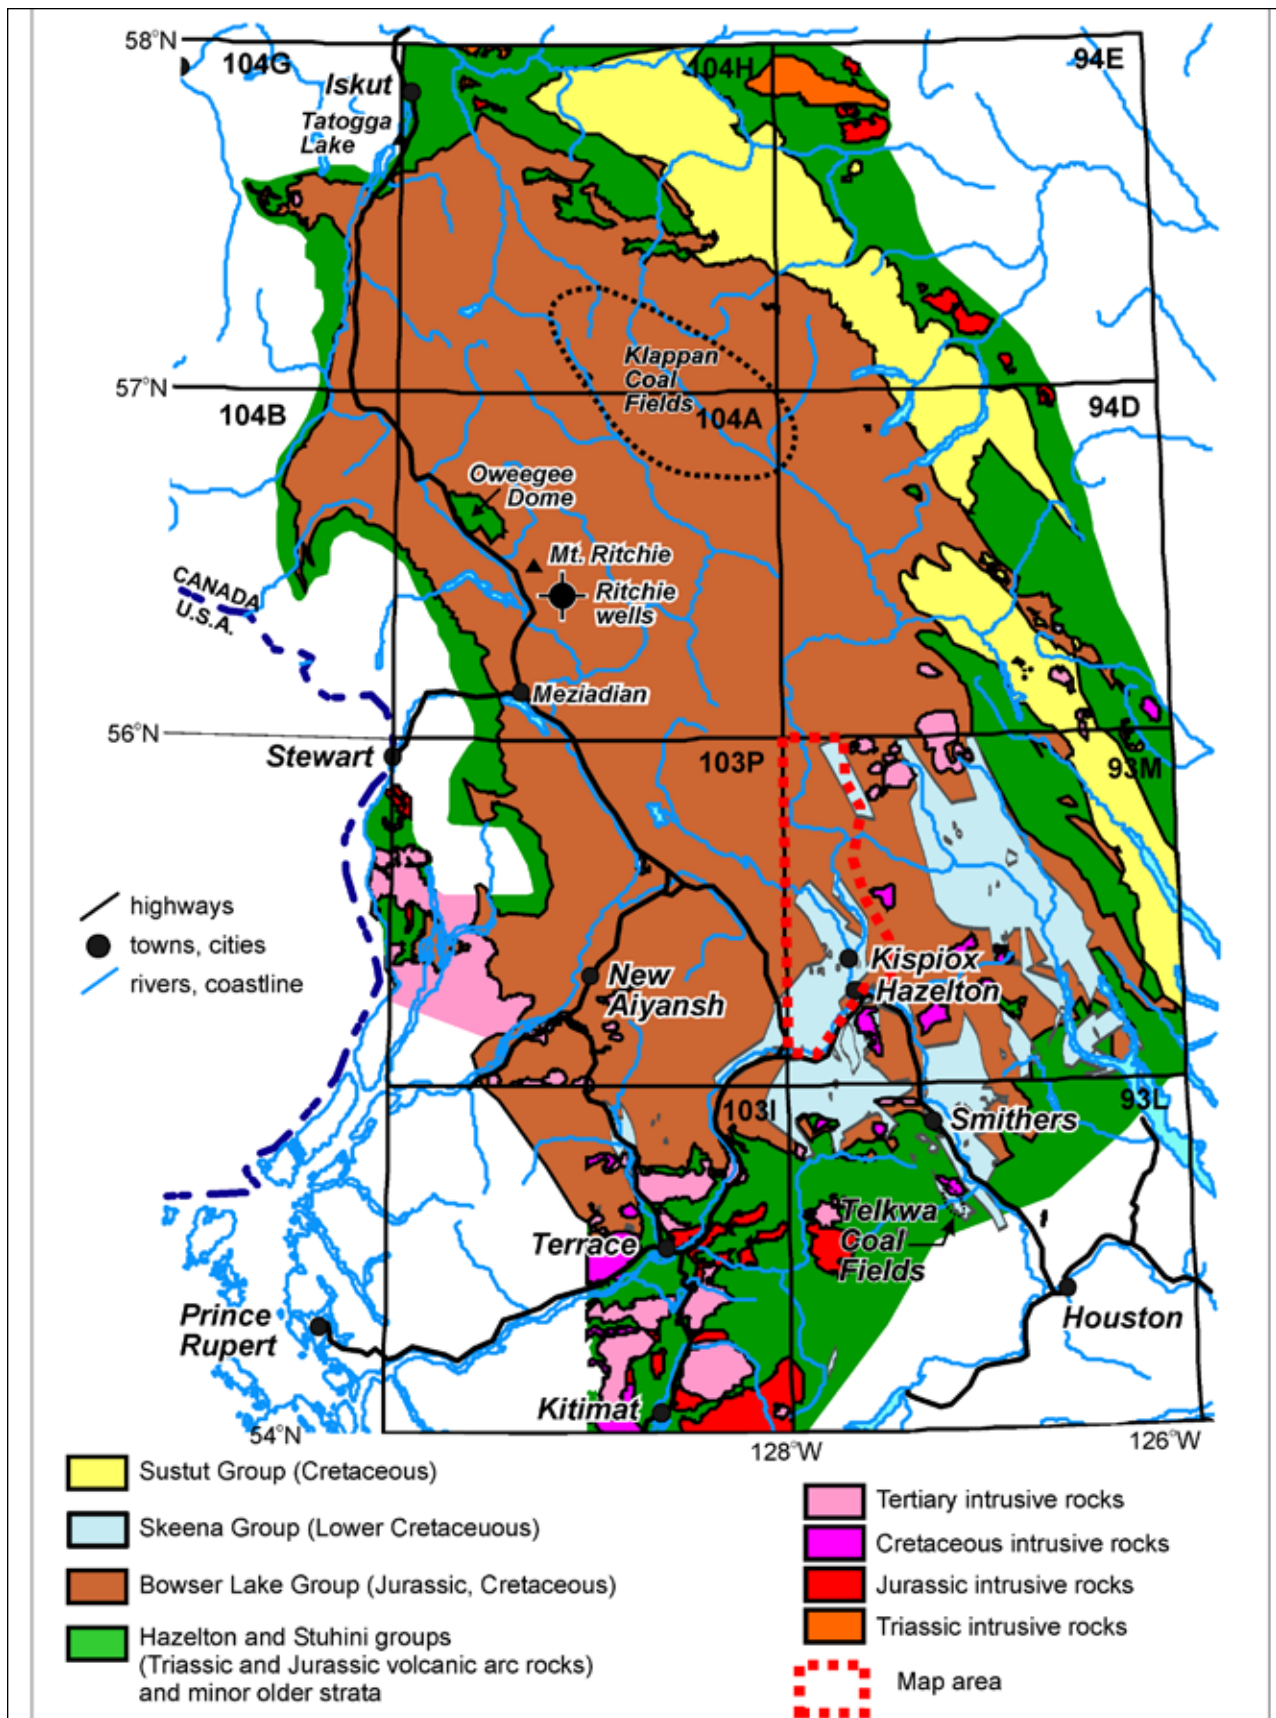 58°N
104G
104H
94E
Iskut
Tatogga
Lake
Klappan
Coal
Fields
57°N
104B
104A
94D
Oweegee
Dome
Mt. Ritchie
Ritchie
wells
CANADA
U.S.A.
Meziadian
56°N
Stewart
103P
93M
highways
towns, cities
rivers, coastline
New
Aiyansh
Kispiox
Hazelton
103I
93L
Smithers
Telkwa
Coal
Fields
Terrace
Prince
Rupert
Houston
Kitimat
54°N
128°W
126°W
Sustut Group (Cretaceous)
Skeena Group (Lower Cretaceuous)
Bowser Lake Group (Jurassic, Cretaceous)
Hazelton and Stuhini groups
(Triassic and Jurassic volcanic arc rocks)
and minor older strata
Tertiary intrusive rocks
Cretaceous intrusive rocks
Jurassic intrusive rocks
Triassic intrusive rocks
Map area